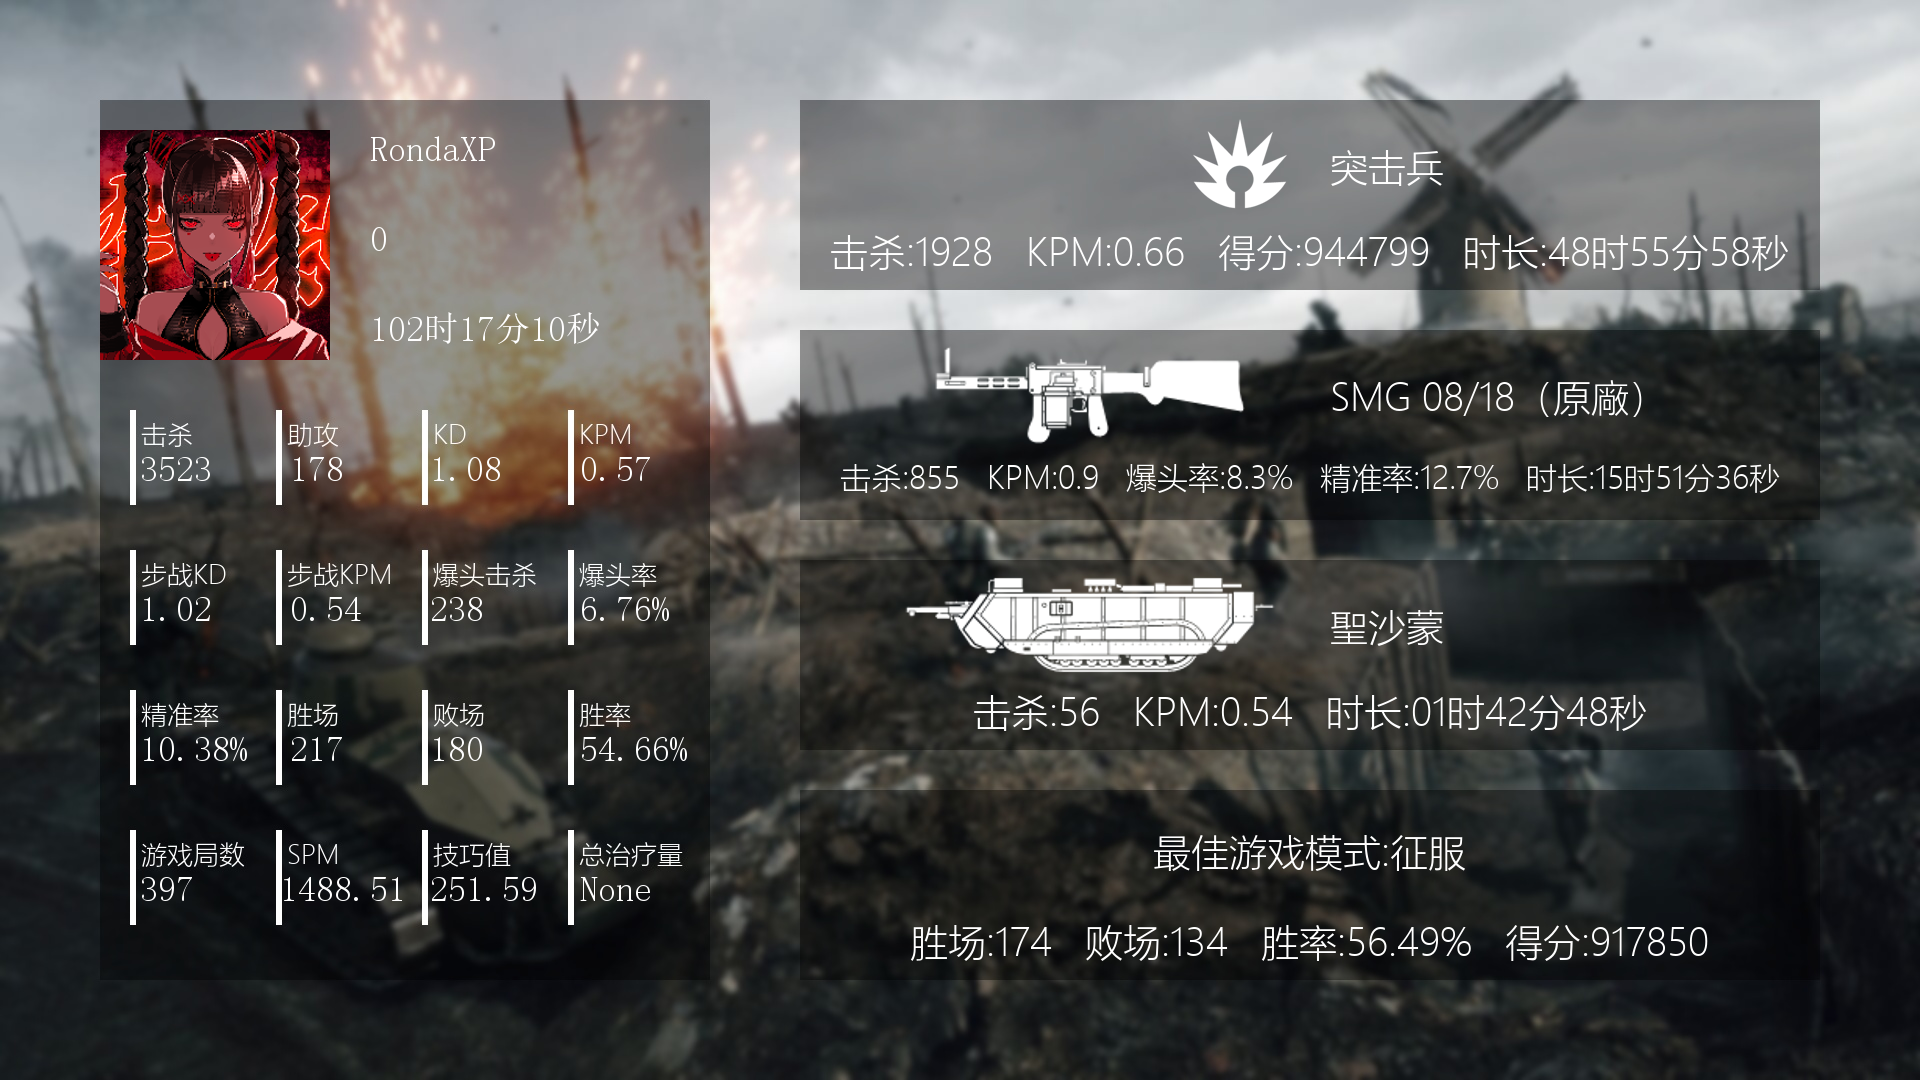 RondaXP
0
102时17分10秒
击杀 助攻 KD KPM
3523 178 1.08 0.57
步战KD 步战KPM 爆头击杀 爆头率
1.02 0.54 238 6.76%
精准率 胜场 败场 胜率
10.38% 217 180 54.66%
游戏局数 SPM 技巧值 总治疗量
397 1488.51 251.59 None
突击兵
击杀:1928 KPM:0.66 得分:944799 时长:48时55分58秒
SMG 08/18（原廠）
击杀:855 KPM:0.9 爆头率:8.3% 精准率:12.7% 时长:15时51分36秒
聖沙蒙
击杀:56 KPM:0.54 时长:01时42分48秒
最佳游戏模式:征服
胜场:174 败场:134 胜率:56.49% 得分:917850